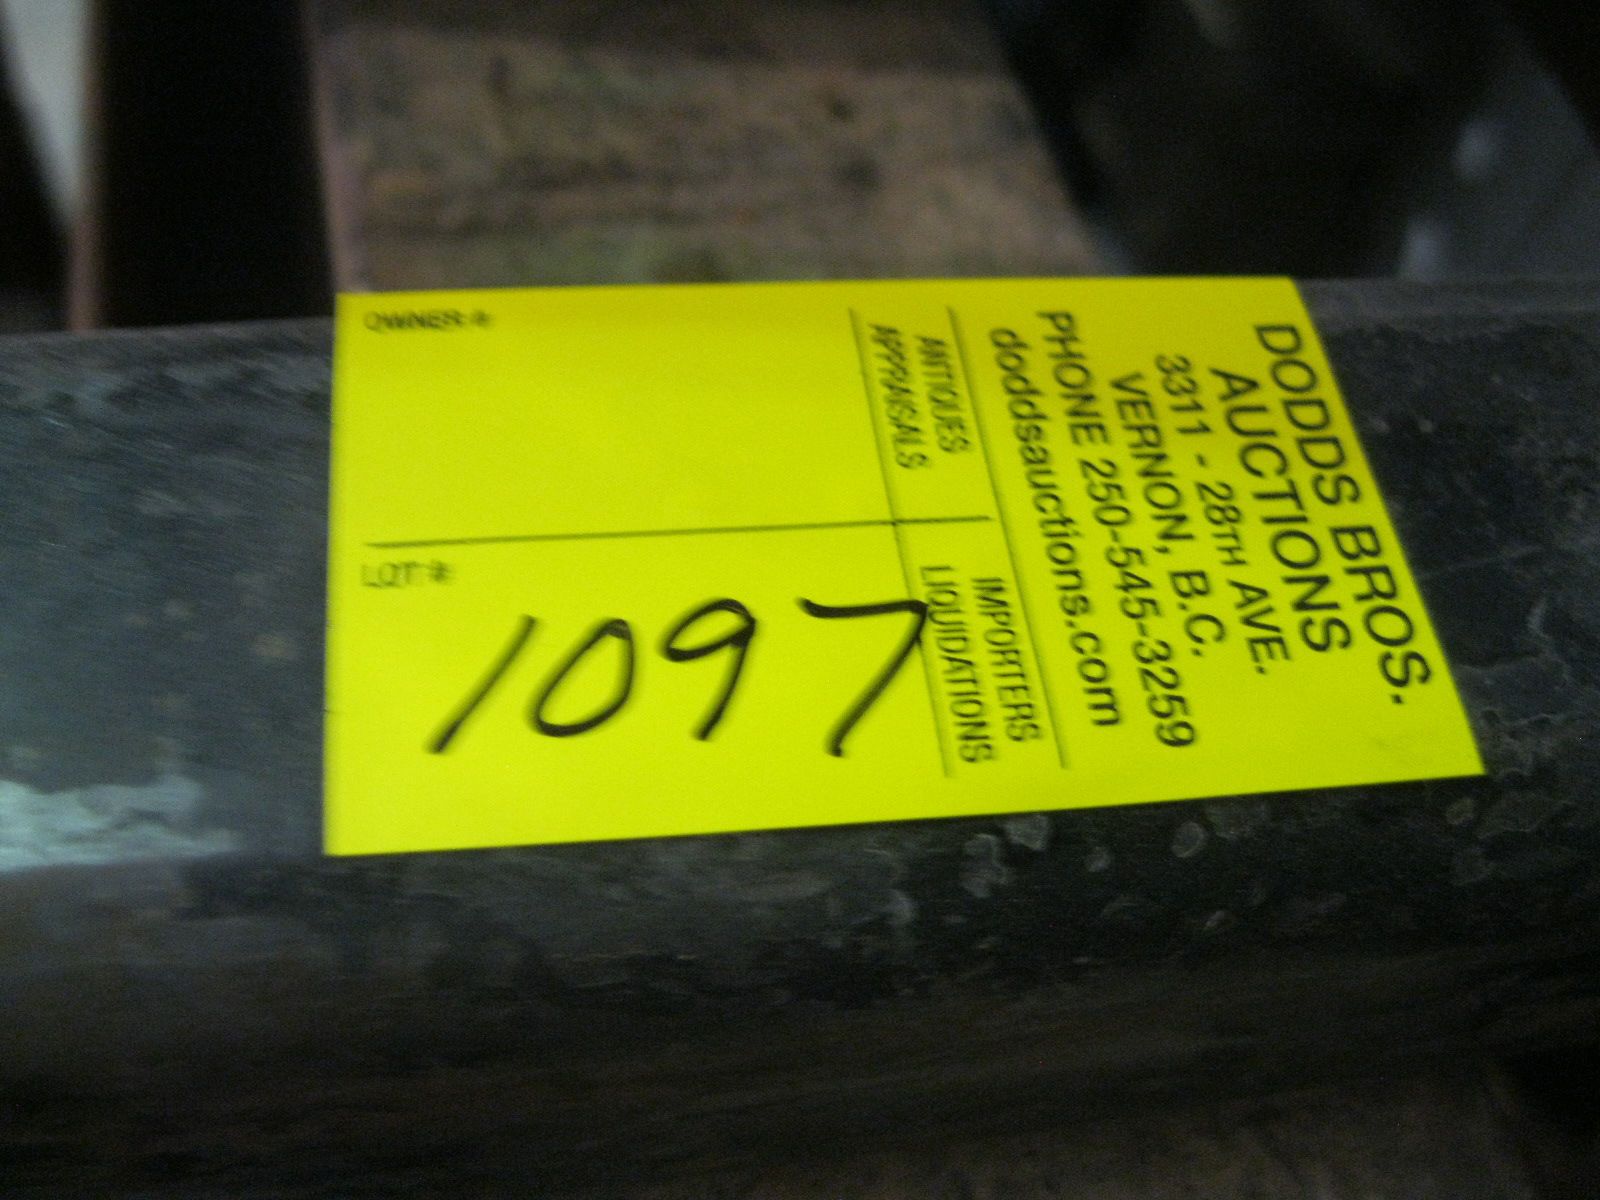 DODDS BROS.
AUCTIONS
3311 - 28TH AVE.
VERNON, B.C.
PHONE 250-545-3259
doddsauctions.com
ANTIQUES IMPORTERS
APPRAISALS LIQUIDATIONS
OWNER #:
LOT #:
1097